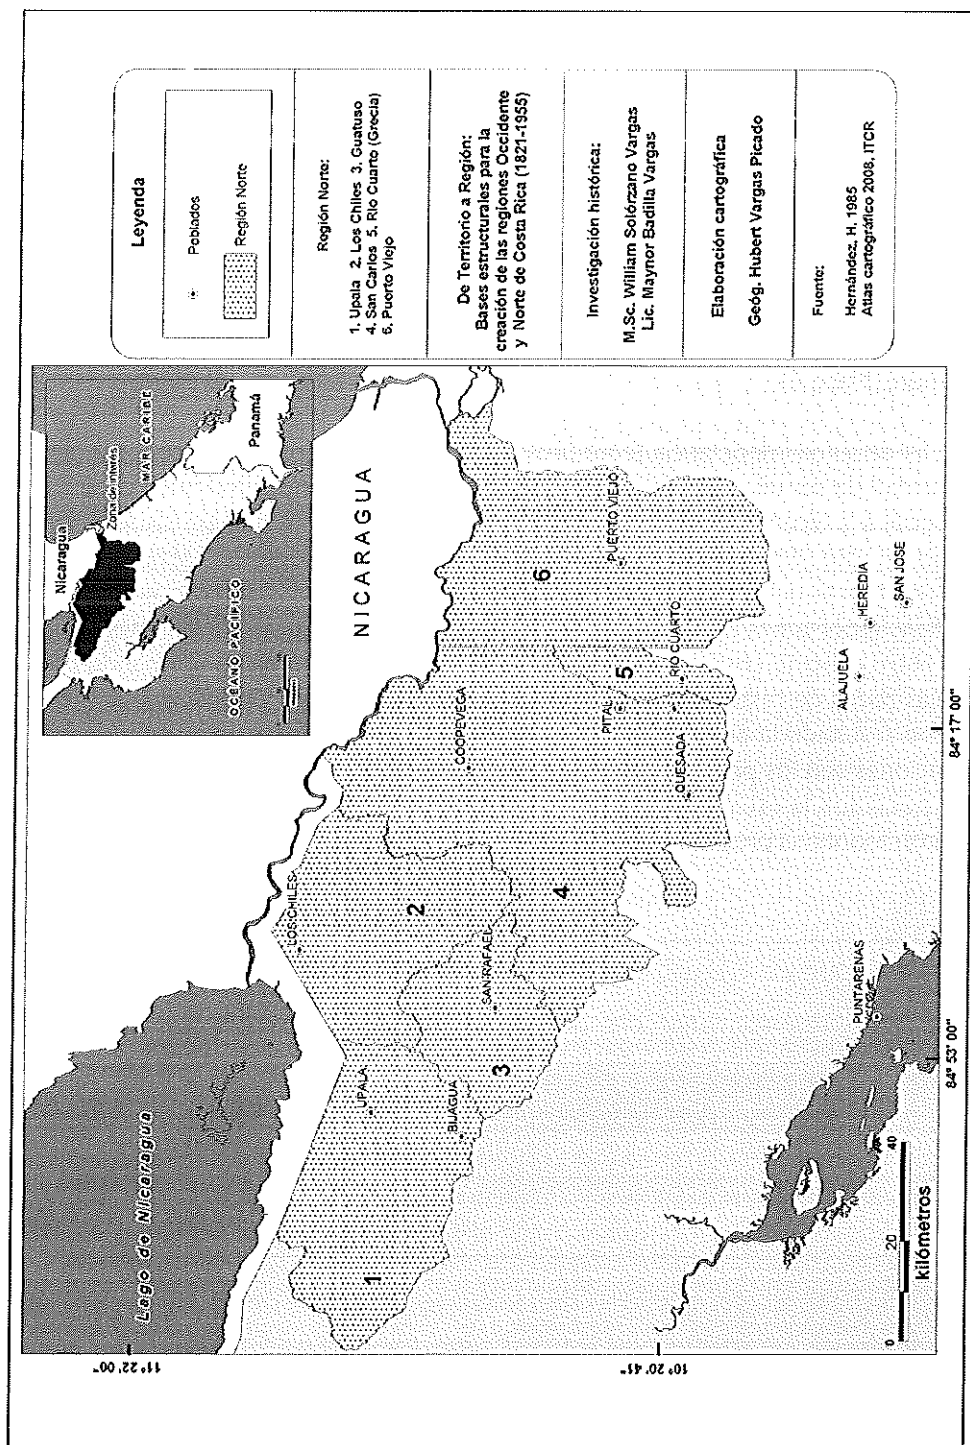 Leyenda
Poblados
Región Norte
Región Norte:
1. Upala 2. Los Chiles 3. Guatuso
4. San Carlos 5. Río Cuarto (Grecia)
6. Puerto Viejo
De Territorio a Región:
Bases estructurales para la
creación de las regiones Occidente
y Norte de Costa Rica (1821-1955)
Investigación histórica:
M.Sc. William Solórzano Vargas
Lic. Maynor Badilla Vargas
Elaboración cartográfica
Geóg. Hubert Vargas Picado
Fuente:
Hernández, H. 1985
Atlas cartográfico 2008, ITCR
Nicaragua
Zona de interés
MAR CARIBE
Panamá
OCÉANO PACÍFICO
Lago de Nicaragua
NICARAGUA
LOS CHILES
UPALA
BIJAGUA
SAN RAFAEL
COOPEVEGA
PITAL
QUESADA
RIO CUARTO
PUERTO VIEJO
ALAJUELA
HEREDIA
SAN JOSE
PUNTARENAS
1
2
3
4
5
6
11° 22' 00"
10° 20' 41"
84° 53' 00"
84° 17' 00"
0 20 40
kilómetros